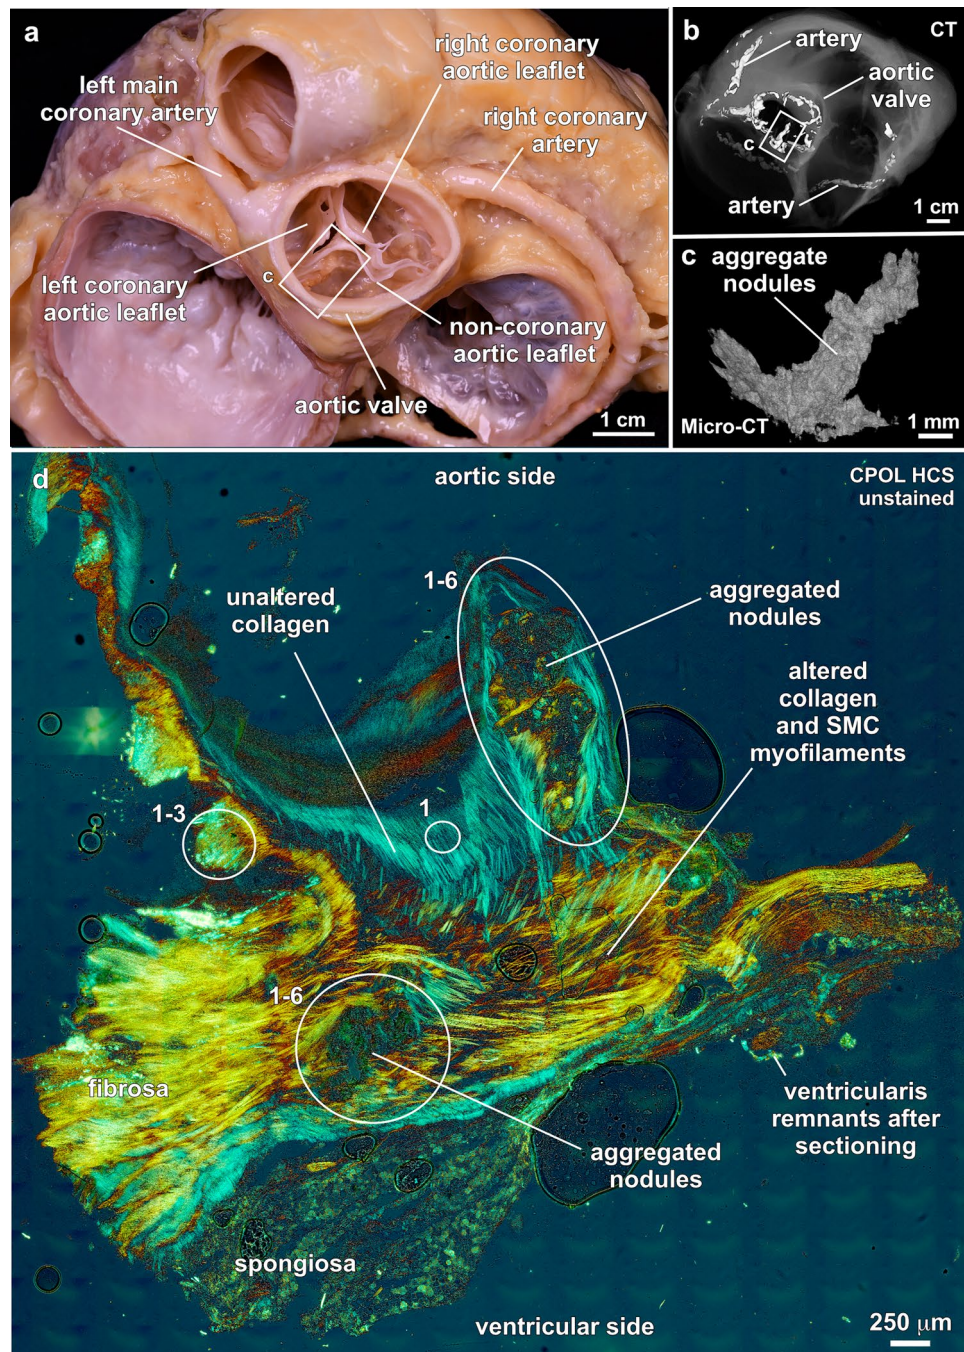 a
right coronary
aortic leaflet
left main
coronary artery
right coronary
artery
c
left coronary
aortic leaflet
non-coronary
aortic leaflet
aortic valve
1 cm
b
CT
artery
aortic
valve
c
artery
1 cm
c
aggregate
nodules
Micro-CT
1 mm
d
aortic side
CPOL HCS
unstained
1-6
unaltered
collagen
aggregated
nodules
altered
collagen
and SMC
myofilaments
1-3
1
1-6
fibrosa
ventricularis
remnants after
sectioning
aggregated
nodules
spongiosa
ventricular side
250 μm